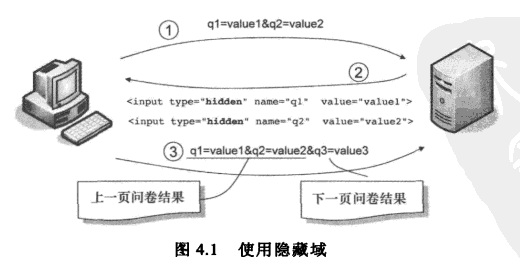 ① q1=value1&q2=value2
②
<input type="hidden" name="q1" value="value1">
<input type="hidden" name="q2" value="value2">
③ q1=value1&q2=value2&q3=value3
上一页问卷结果 下一页问卷结果
图 4.1 使用隐藏域